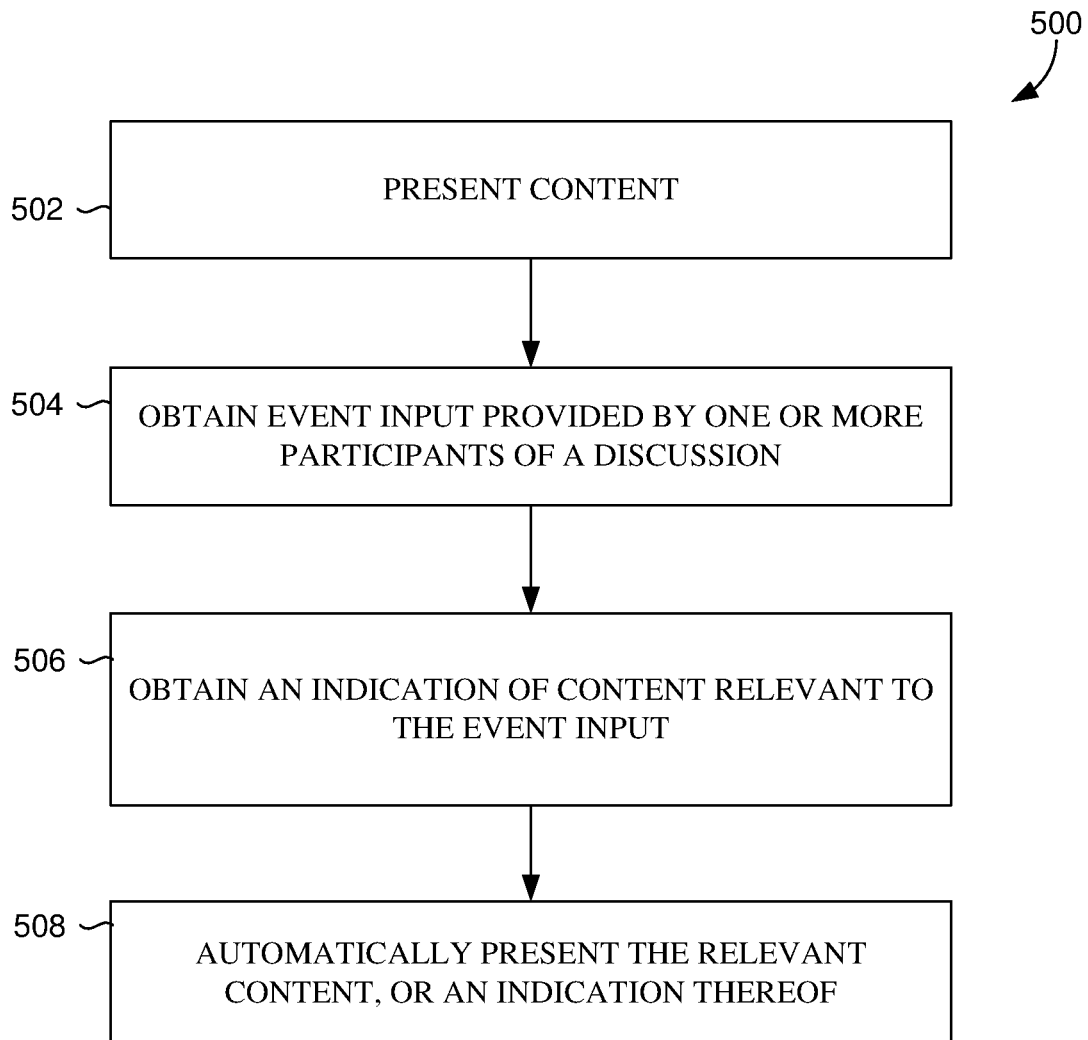 500
502
PRESENT CONTENT
504
OBTAIN EVENT INPUT PROVIDED BY ONE OR MORE
PARTICIPANTS OF A DISCUSSION
506
OBTAIN AN INDICATION OF CONTENT RELEVANT TO
THE EVENT INPUT
508
AUTOMATICALLY PRESENT THE RELEVANT
CONTENT, OR AN INDICATION THEREOF